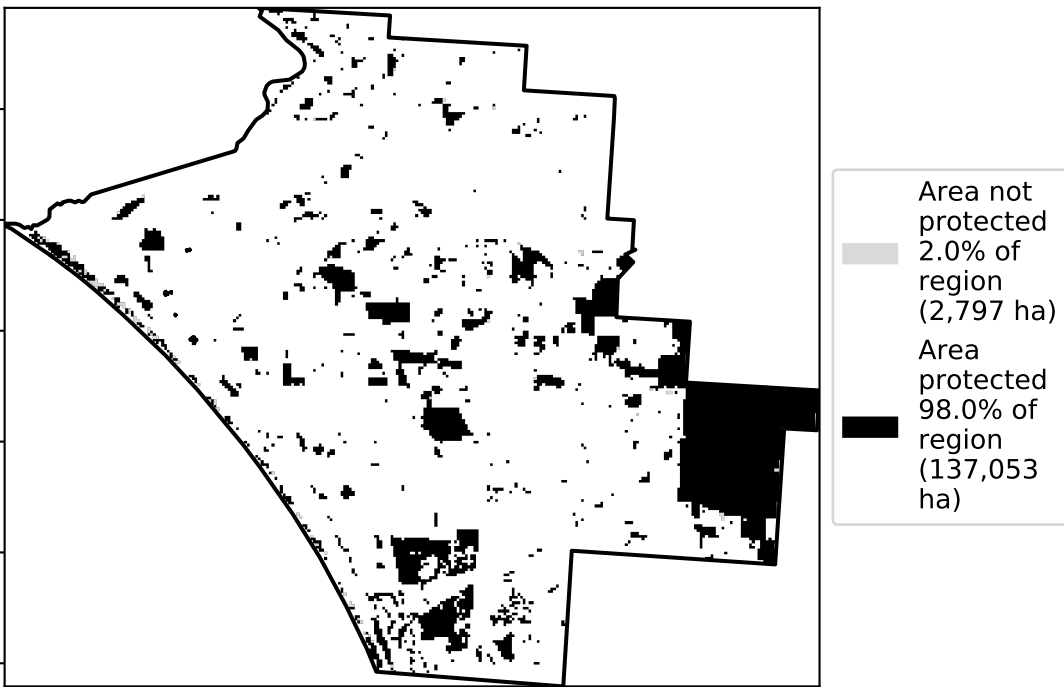 Area not
protected
2.0% of
region
(2,797 ha)
Area
protected
98.0% of
region
(137,053
ha)